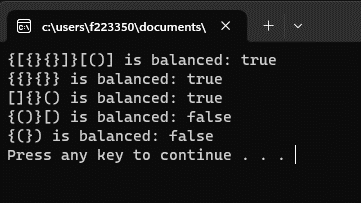 c:\users\f223350\documents\
{[{}{}]}[()] is balanced: true
{{}{}} is balanced: true
[]{}() is balanced: true
{()}[) is balanced: false
{(}) is balanced: false
Press any key to continue . . .